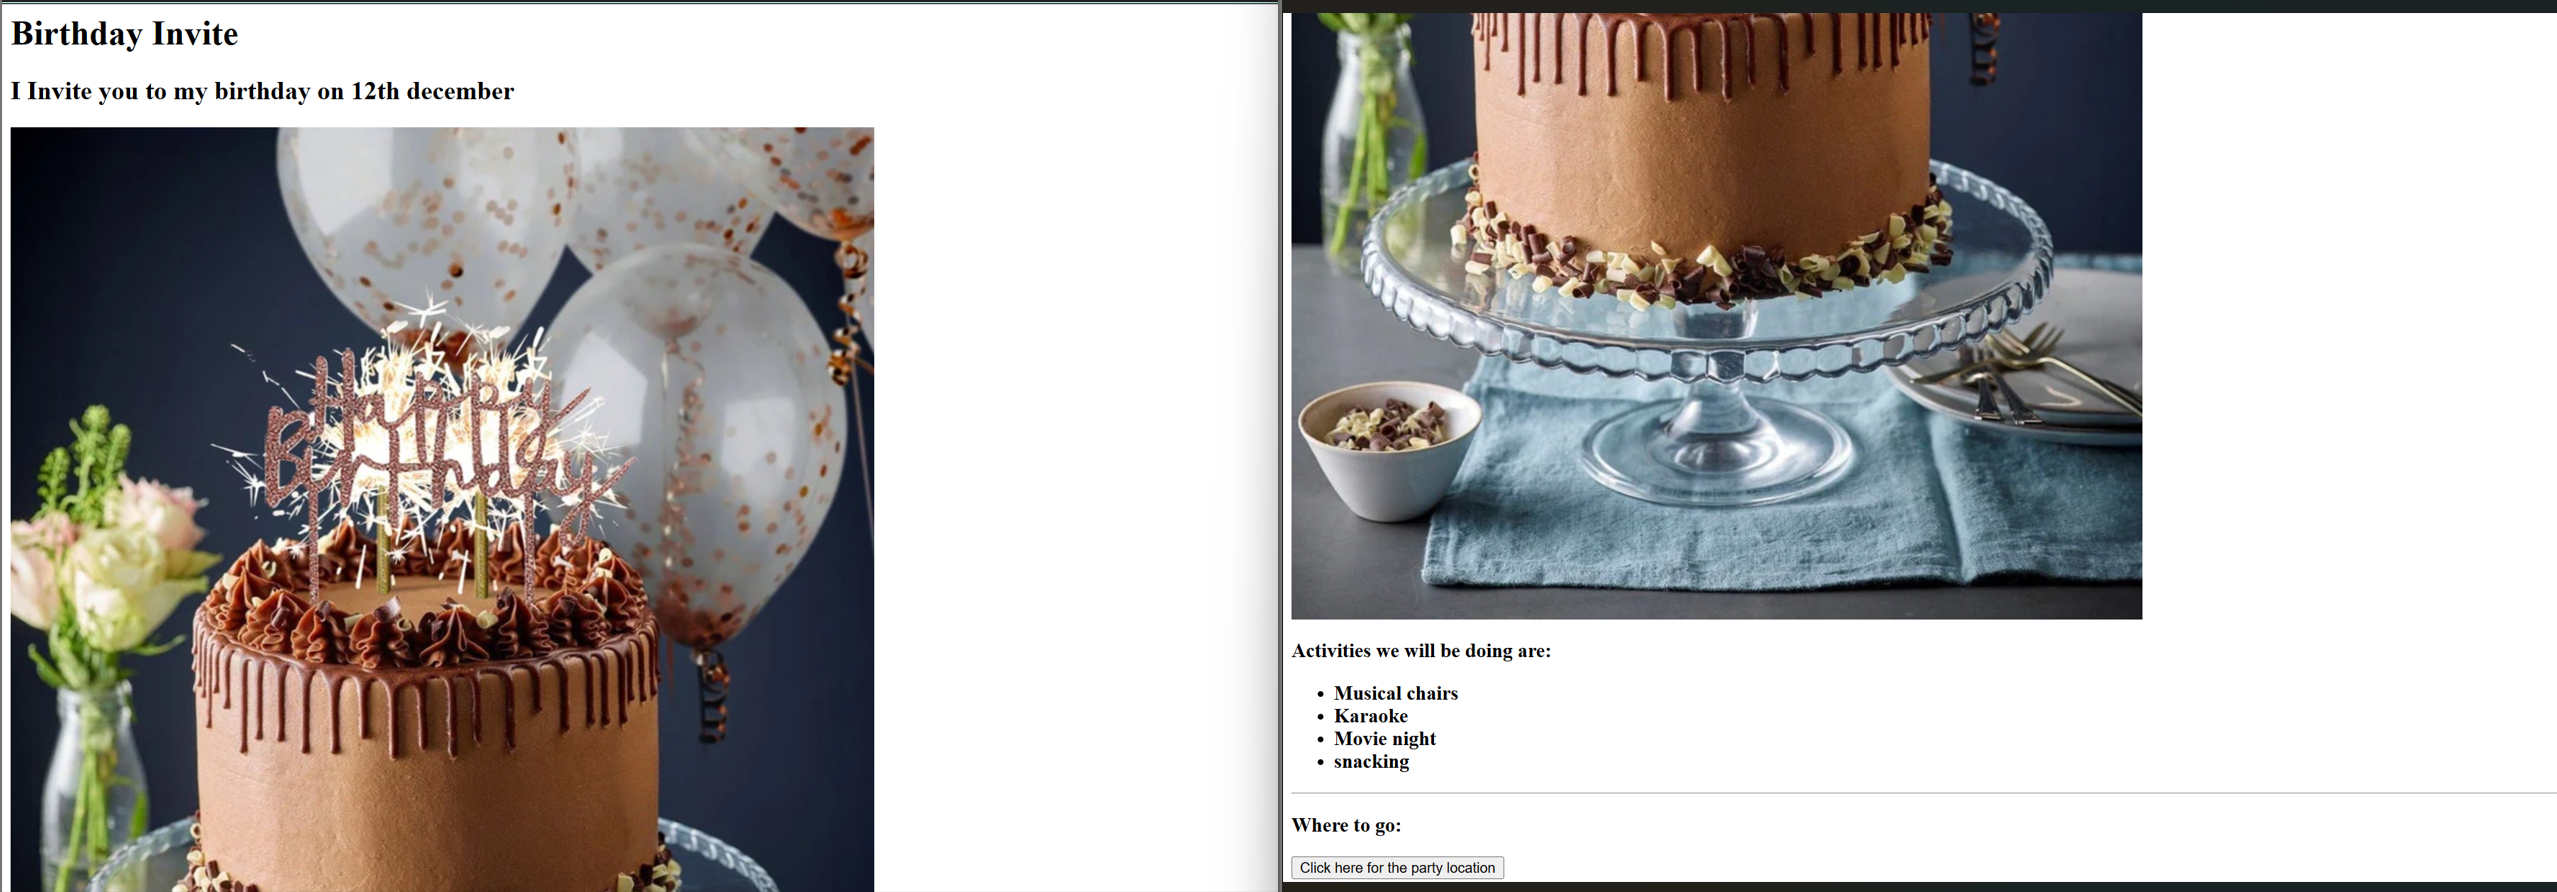 Birthday Invite
I Invite you to my birthday on 12th december
Happy
Birthday
Activities we will be doing are:
Musical chairs
Karaoke
Movie night
snacking
Where to go:
Click here for the party location